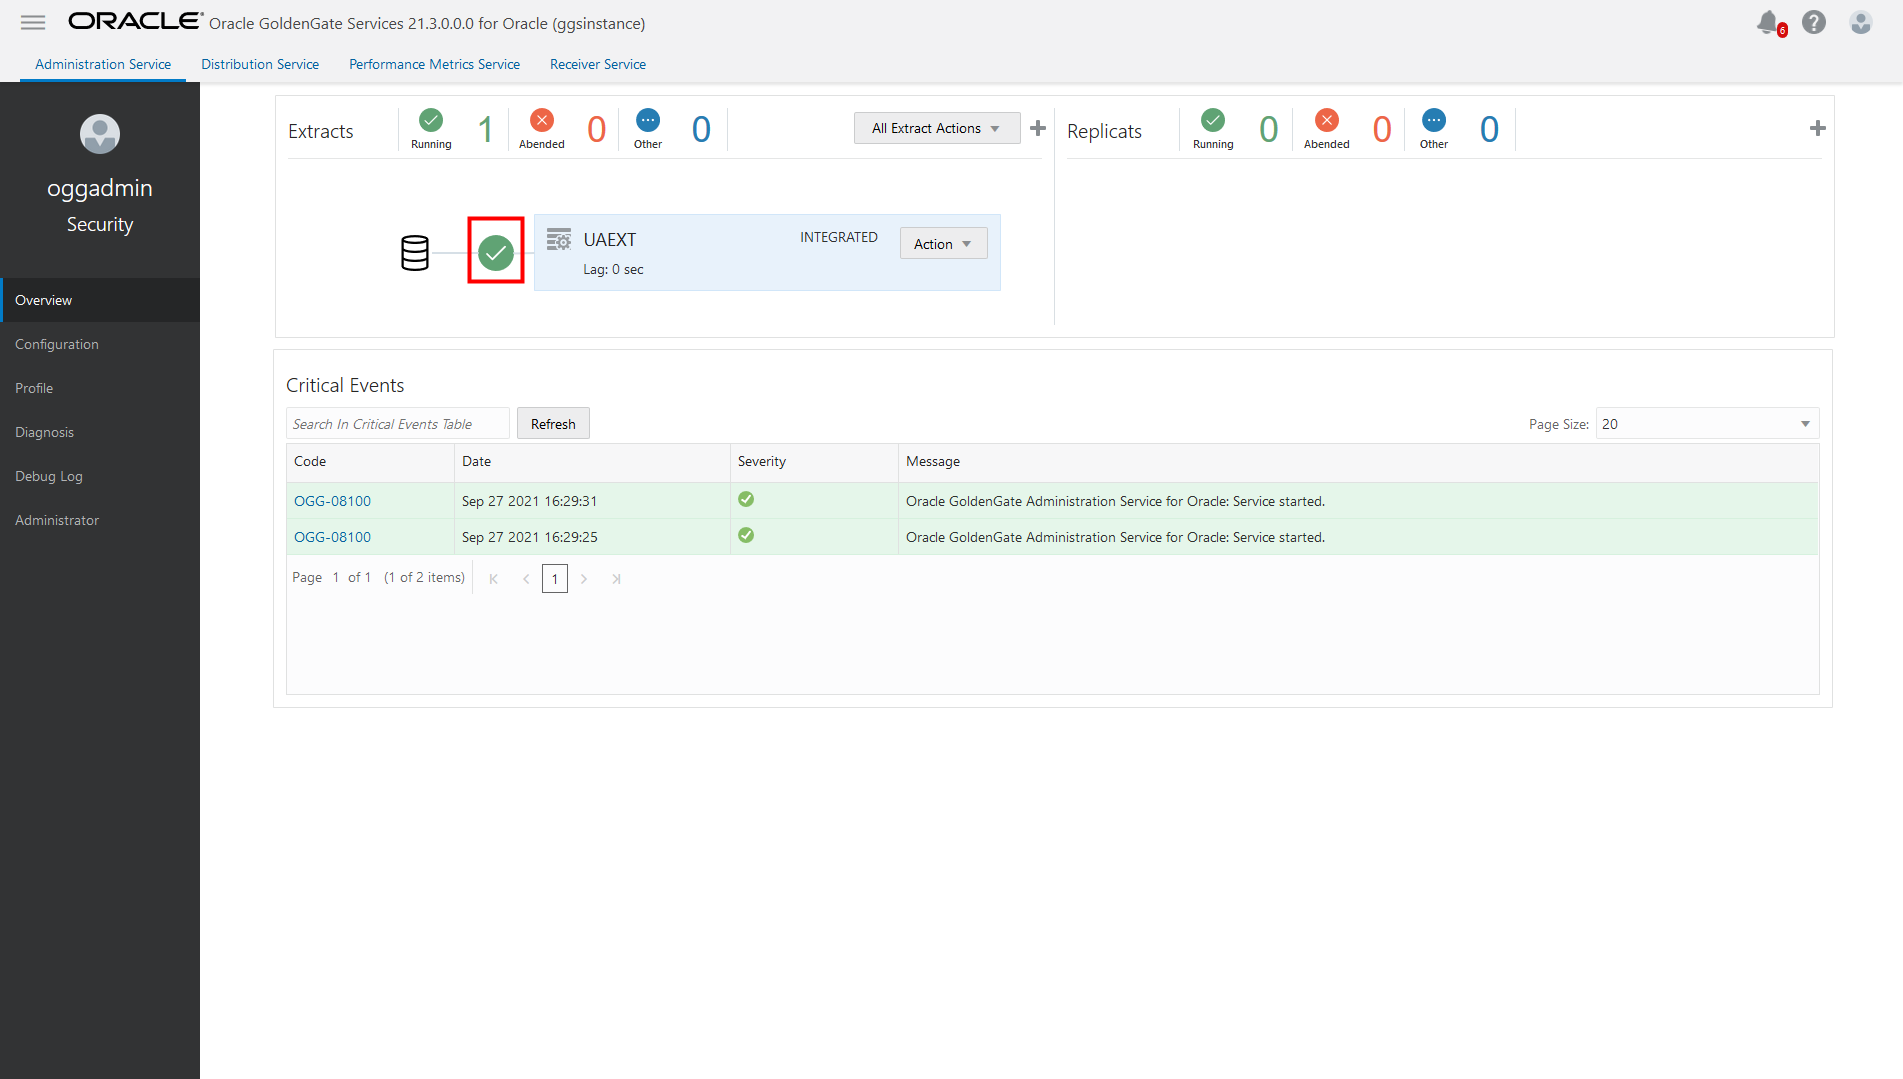 ORACLE Oracle GoldenGate Services 21.3.0.0.0 for Oracle (ggsinstance)
6
Administration Service Distribution Service Performance Metrics Service Receiver Service
oggadmin
Security
Overview
Configuration
Profile
Diagnosis
Debug Log
Administrator
Extracts Running 1 Abended 0 Other 0 All Extract Actions
UAEXT INTEGRATED Action
Lag: 0 sec
Replicats Running 0 Abended 0 Other 0
Critical Events
Search In Critical Events Table Refresh Page Size: 20
Code Date Severity Message
OGG-08100 Sep 27 2021 16:29:31 Oracle GoldenGate Administration Service for Oracle: Service started.
OGG-08100 Sep 27 2021 16:29:25 Oracle GoldenGate Administration Service for Oracle: Service started.
Page 1 of 1 (1 of 2 items) 1